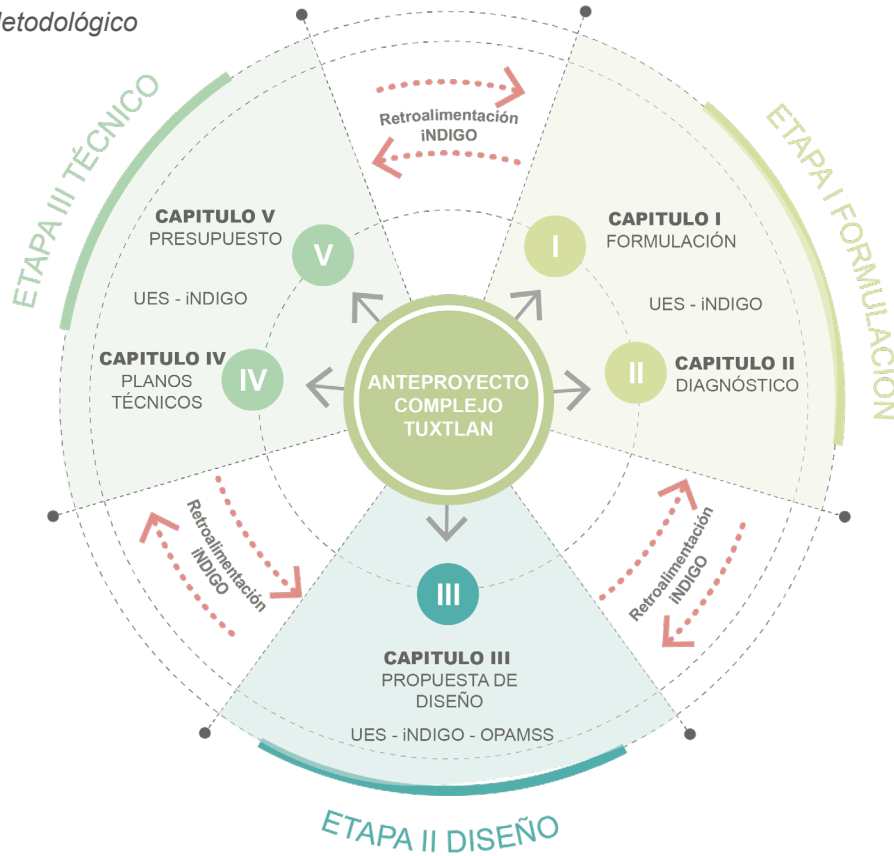 etodológico
Retroalimentación
iNDIGO
ETAPA I FORMULACION
CAPITULO I
FORMULACIÓN
I
UES - iNDIGO
II
CAPITULO II
DIAGNÓSTICO
ETAPA III TÉCNICO
CAPITULO V
PRESUPUESTO
V
UES - iNDIGO
CAPITULO IV
PLANOS
TÉCNICOS
IV
ANTEPROYECTO
COMPLEJO
TUXTLAN
Retroalimentación
iNDIGO
Retroalimentación
iNDIGO
III
CAPITULO III
PROPUESTA DE
DISEÑO
UES - iNDIGO - OPAMSS
ETAPA II DISEÑO